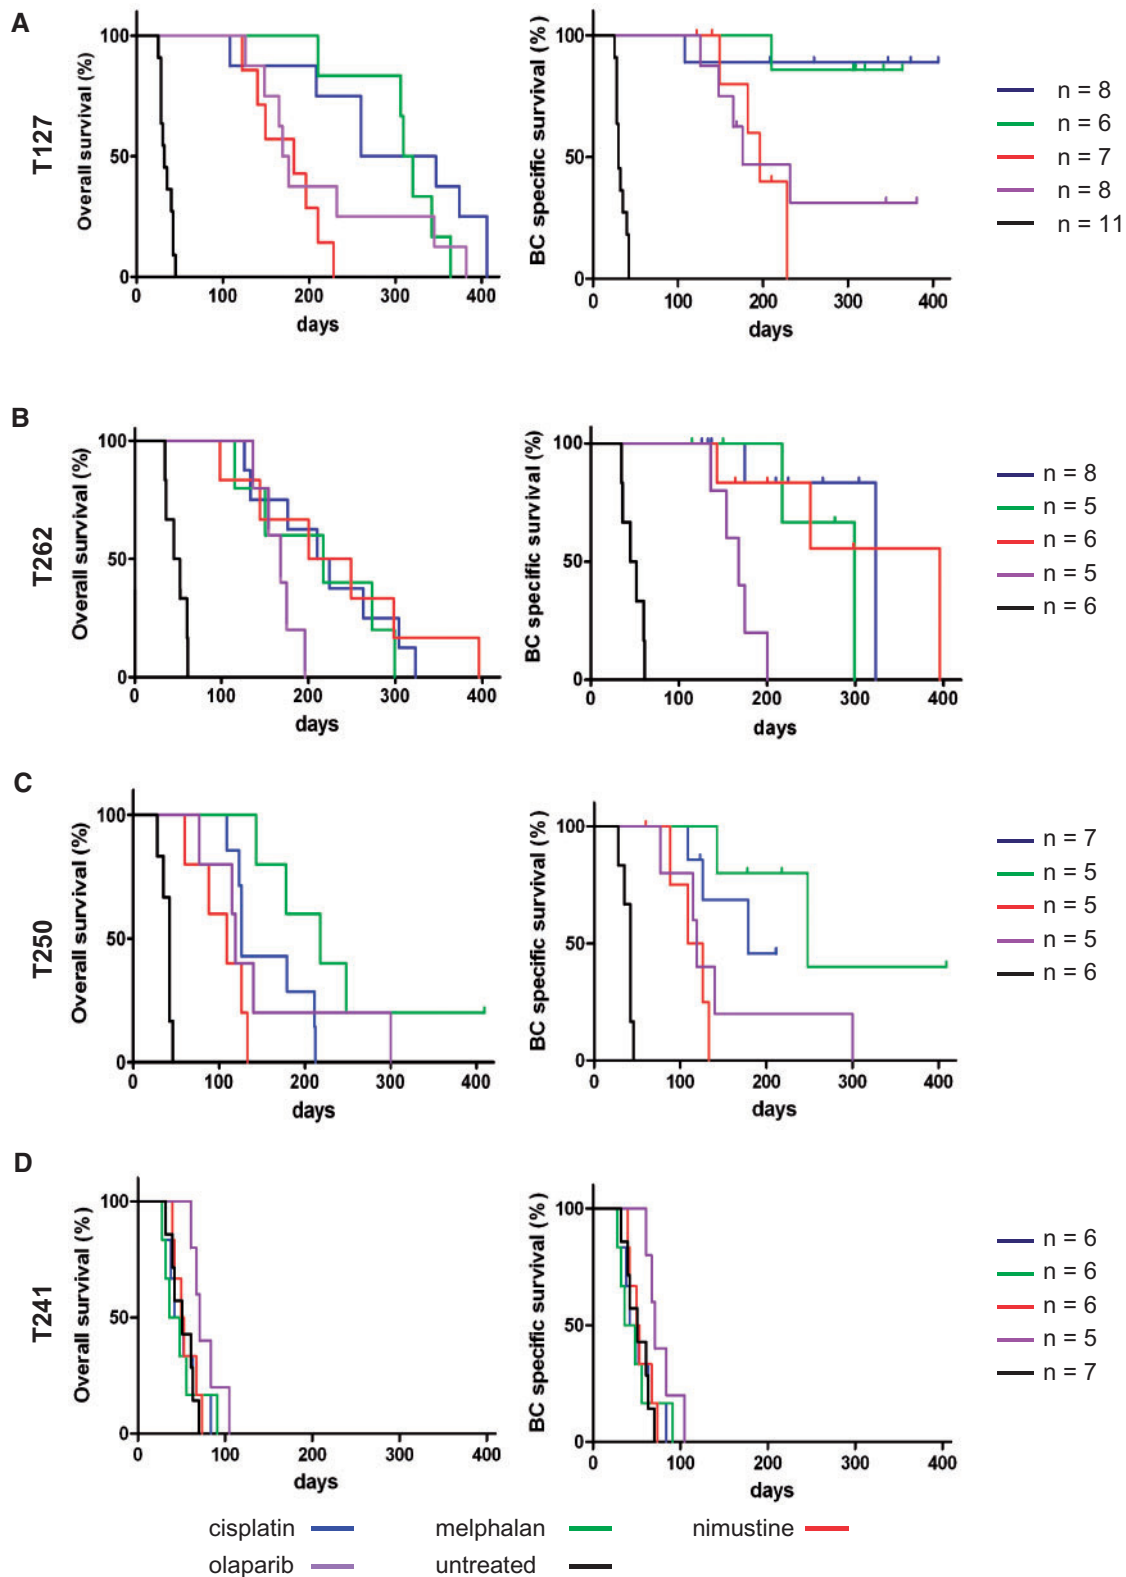 A
T127
Overall survival (%)
100
50
0
0 100 200 300 400
days
BC specific survival (%)
100
50
0
0 100 200 300 400
days
n = 8
n = 6
n = 7
n = 8
n = 11
B
T262
Overall survival (%)
100
50
0
0 100 200 300 400
days
BC specific survival (%)
100
50
0
0 100 200 300 400
days
n = 8
n = 5
n = 6
n = 5
n = 6
C
T250
Overall survival (%)
100
50
0
0 100 200 300 400
days
BC specific survival (%)
100
50
0
0 100 200 300 400
days
n = 7
n = 5
n = 5
n = 5
n = 6
D
T241
Overall survival (%)
100
50
0
0 100 200 300 400
days
BC specific survival (%)
100
50
0
0 100 200 300 400
days
n = 6
n = 6
n = 6
n = 5
n = 7
cisplatin melphalan nimustine
olaparib untreated